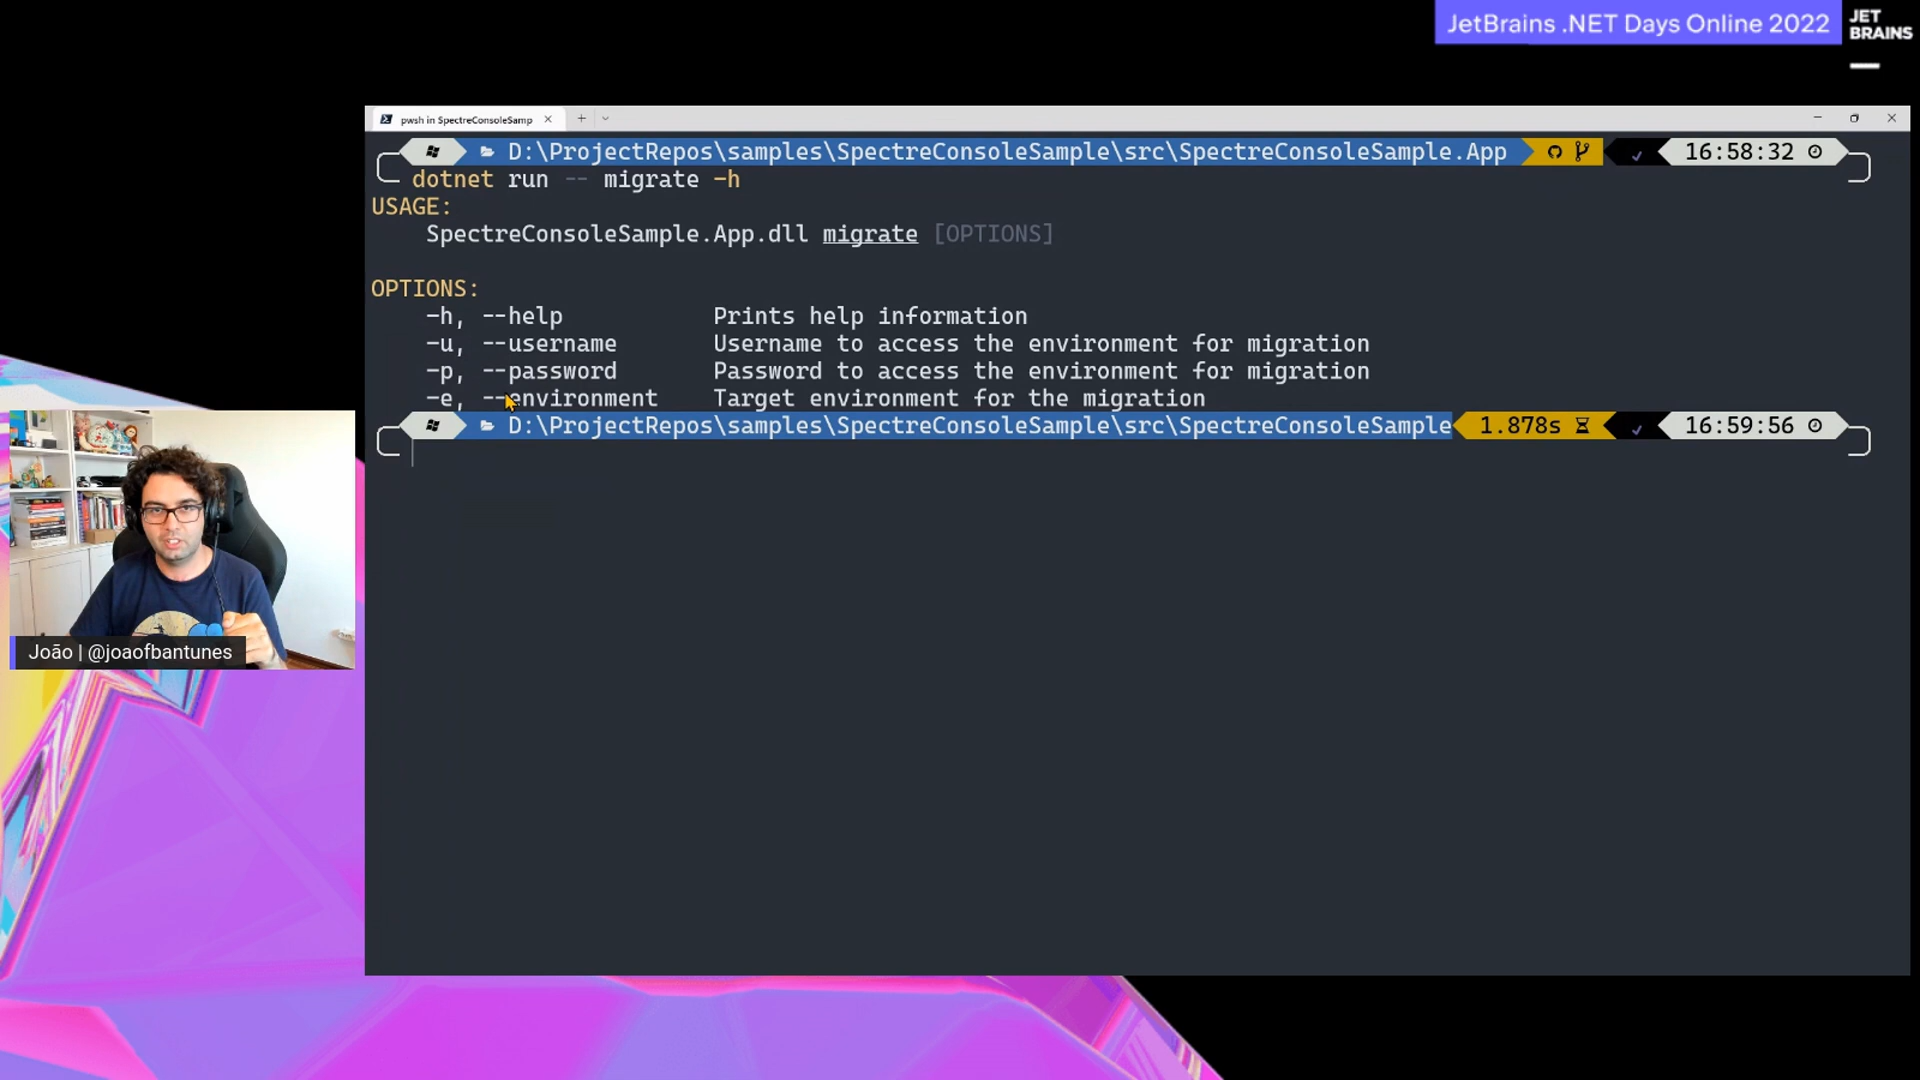 JetBrains .NET Days Online 2022
JET
BRAINS
pwsh in SpectreConsoleSamp
D:\ProjectRepos\samples\SpectreConsoleSample\src\SpectreConsoleSample.App 16:58:32
dotnet run -- migrate -h
USAGE:
SpectreConsoleSample.App.dll migrate [OPTIONS]
OPTIONS:
-h, --help Prints help information
-u, --username Username to access the environment for migration
-p, --password Password to access the environment for migration
-e, --environment Target environment for the migration
D:\ProjectRepos\samples\SpectreConsoleSample\src\SpectreConsoleSample 1.878s 16:59:56
João | @joaofbantunes